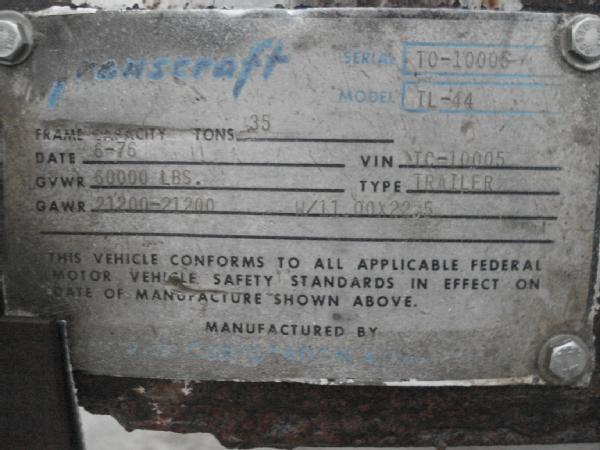 Transcraft
SERIAL TC-10005
MODEL TL-44
FRAME CAPACITY TONS 35
DATE 6-76 VIN TC-10005
GVWR 60000 LBS. TYPE TRAILER
GAWR 21200-21200 W/11.00X22.5
THIS VEHICLE CONFORMS TO ALL APPLICABLE FEDERAL
MOTOR VEHICLE SAFETY STANDARDS IN EFFECT ON
DATE OF MANUFACTURE SHOWN ABOVE.
MANUFACTURED BY
CORPORATION